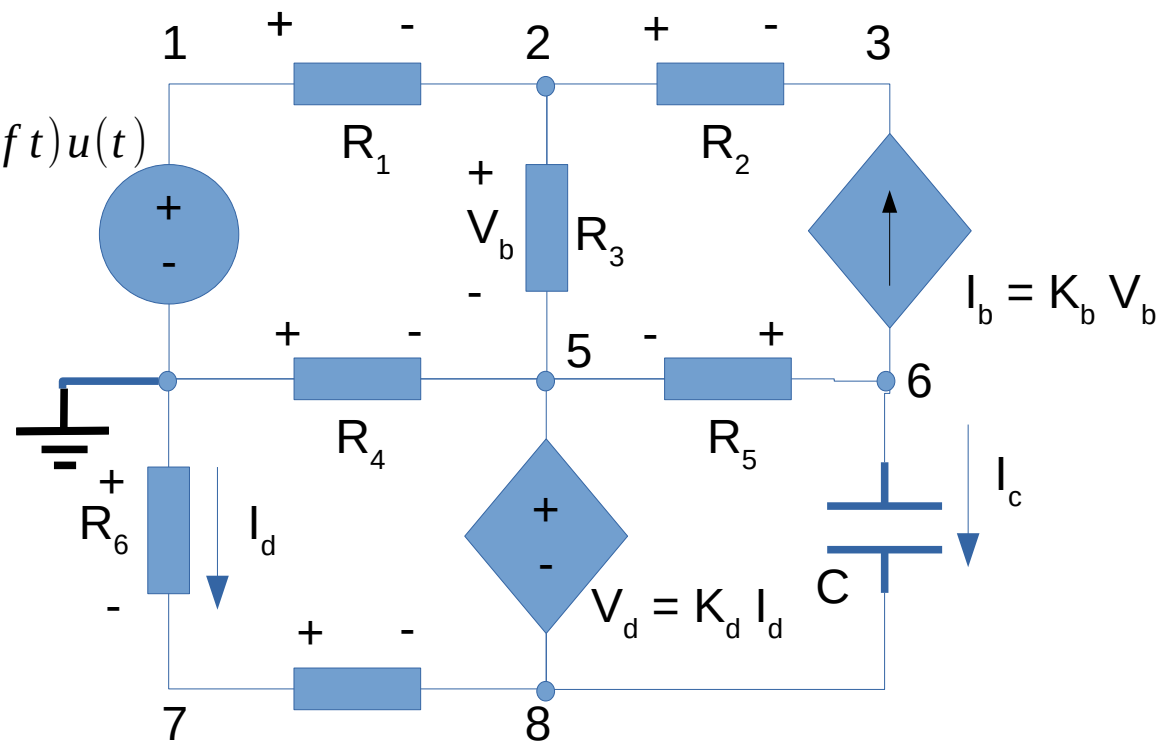 + - + -
1 2 3
R1 R2
f t)u(t)
+ +
- Vb R3
-
Ib = Kb Vb
+ - 5 - + 6
R4 R5
+ R6 - Id
+ -
Vd = Kd Id
C Ic
+ -
7 8